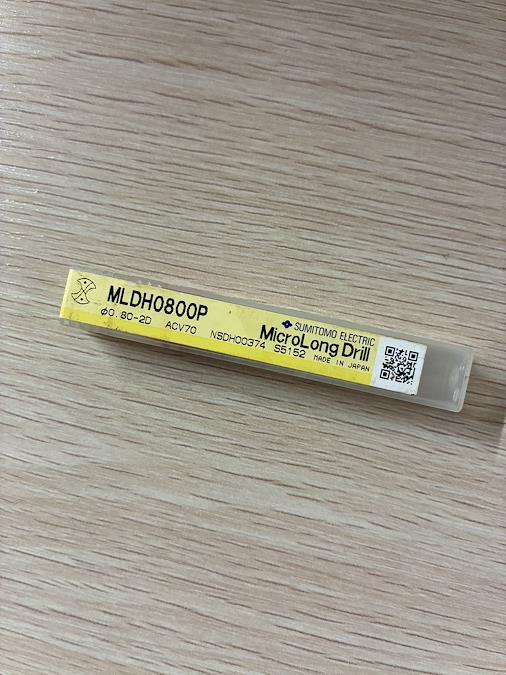 MLDH0800P
φ0.80-2D ACV70 NSDH00374 S5152
SUMITOMO ELECTRIC
MicroLong Drill
MADE IN JAPAN